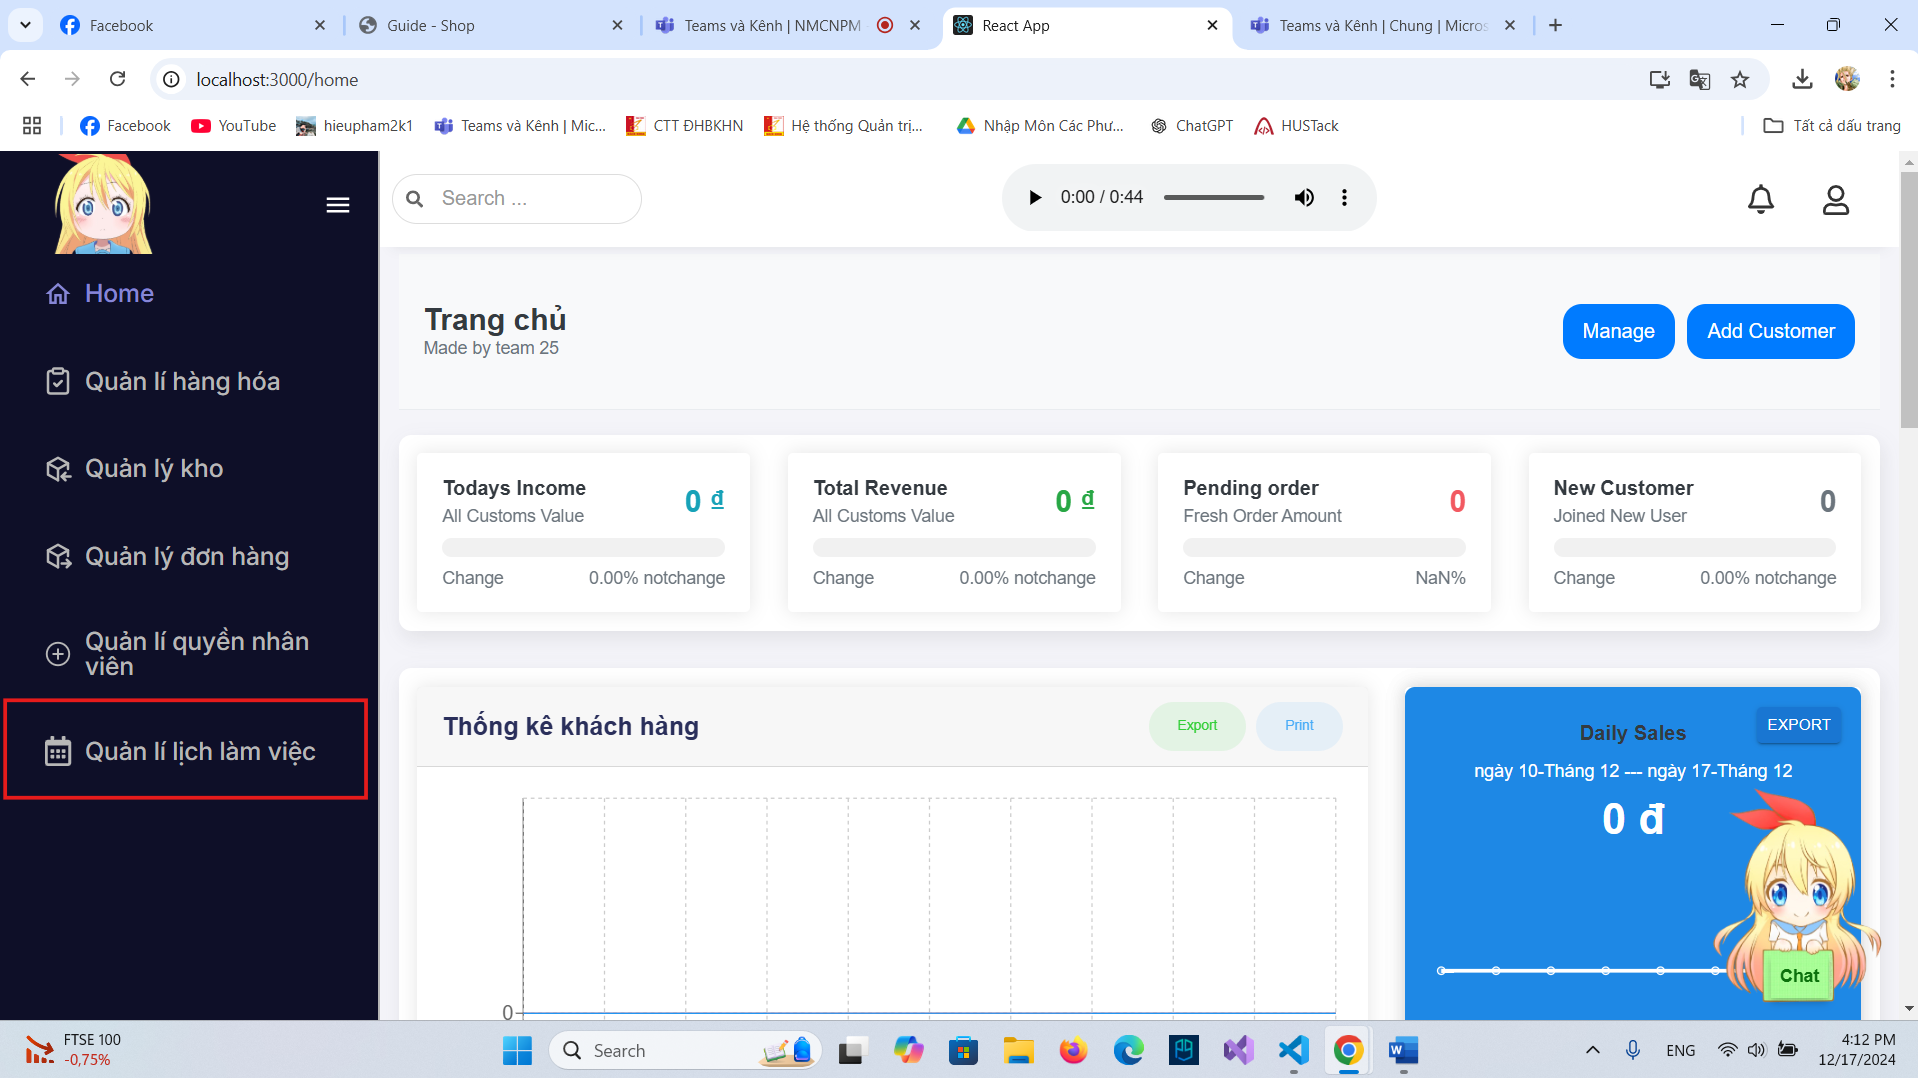 Facebook
Guide - Shop
Teams và Kênh | NMCNPM
React App
Teams và Kênh | Chung | Micros
localhost:3000/home
Facebook
YouTube
hieupham2k1
Teams và Kênh | Mic...
CTT ĐHBKHN
Hệ thống Quản trị...
Nhập Môn Các Phư...
ChatGPT
HUSTack
Tất cả dấu trang
Search ...
0:00 / 0:44
Home
Quản lí hàng hóa
Quản lý kho
Quản lý đơn hàng
Quản lí quyền nhân
viên
Quản lí lịch làm việc
Trang chủ
Made by team 25
Manage
Add Customer
Todays Income
All Customs Value
0 ₫
Change
0.00% notchange
Total Revenue
All Customs Value
0 ₫
Change
0.00% notchange
Pending order
Fresh Order Amount
0
Change
NaN%
New Customer
Joined New User
0
Change
0.00% notchange
Thống kê khách hàng
Export
Print
0
Daily Sales
EXPORT
ngày 10-Tháng 12 --- ngày 17-Tháng 12
0 đ
Chat
FTSE 100
-0,75%
Search
ENG
4:12 PM
12/17/2024